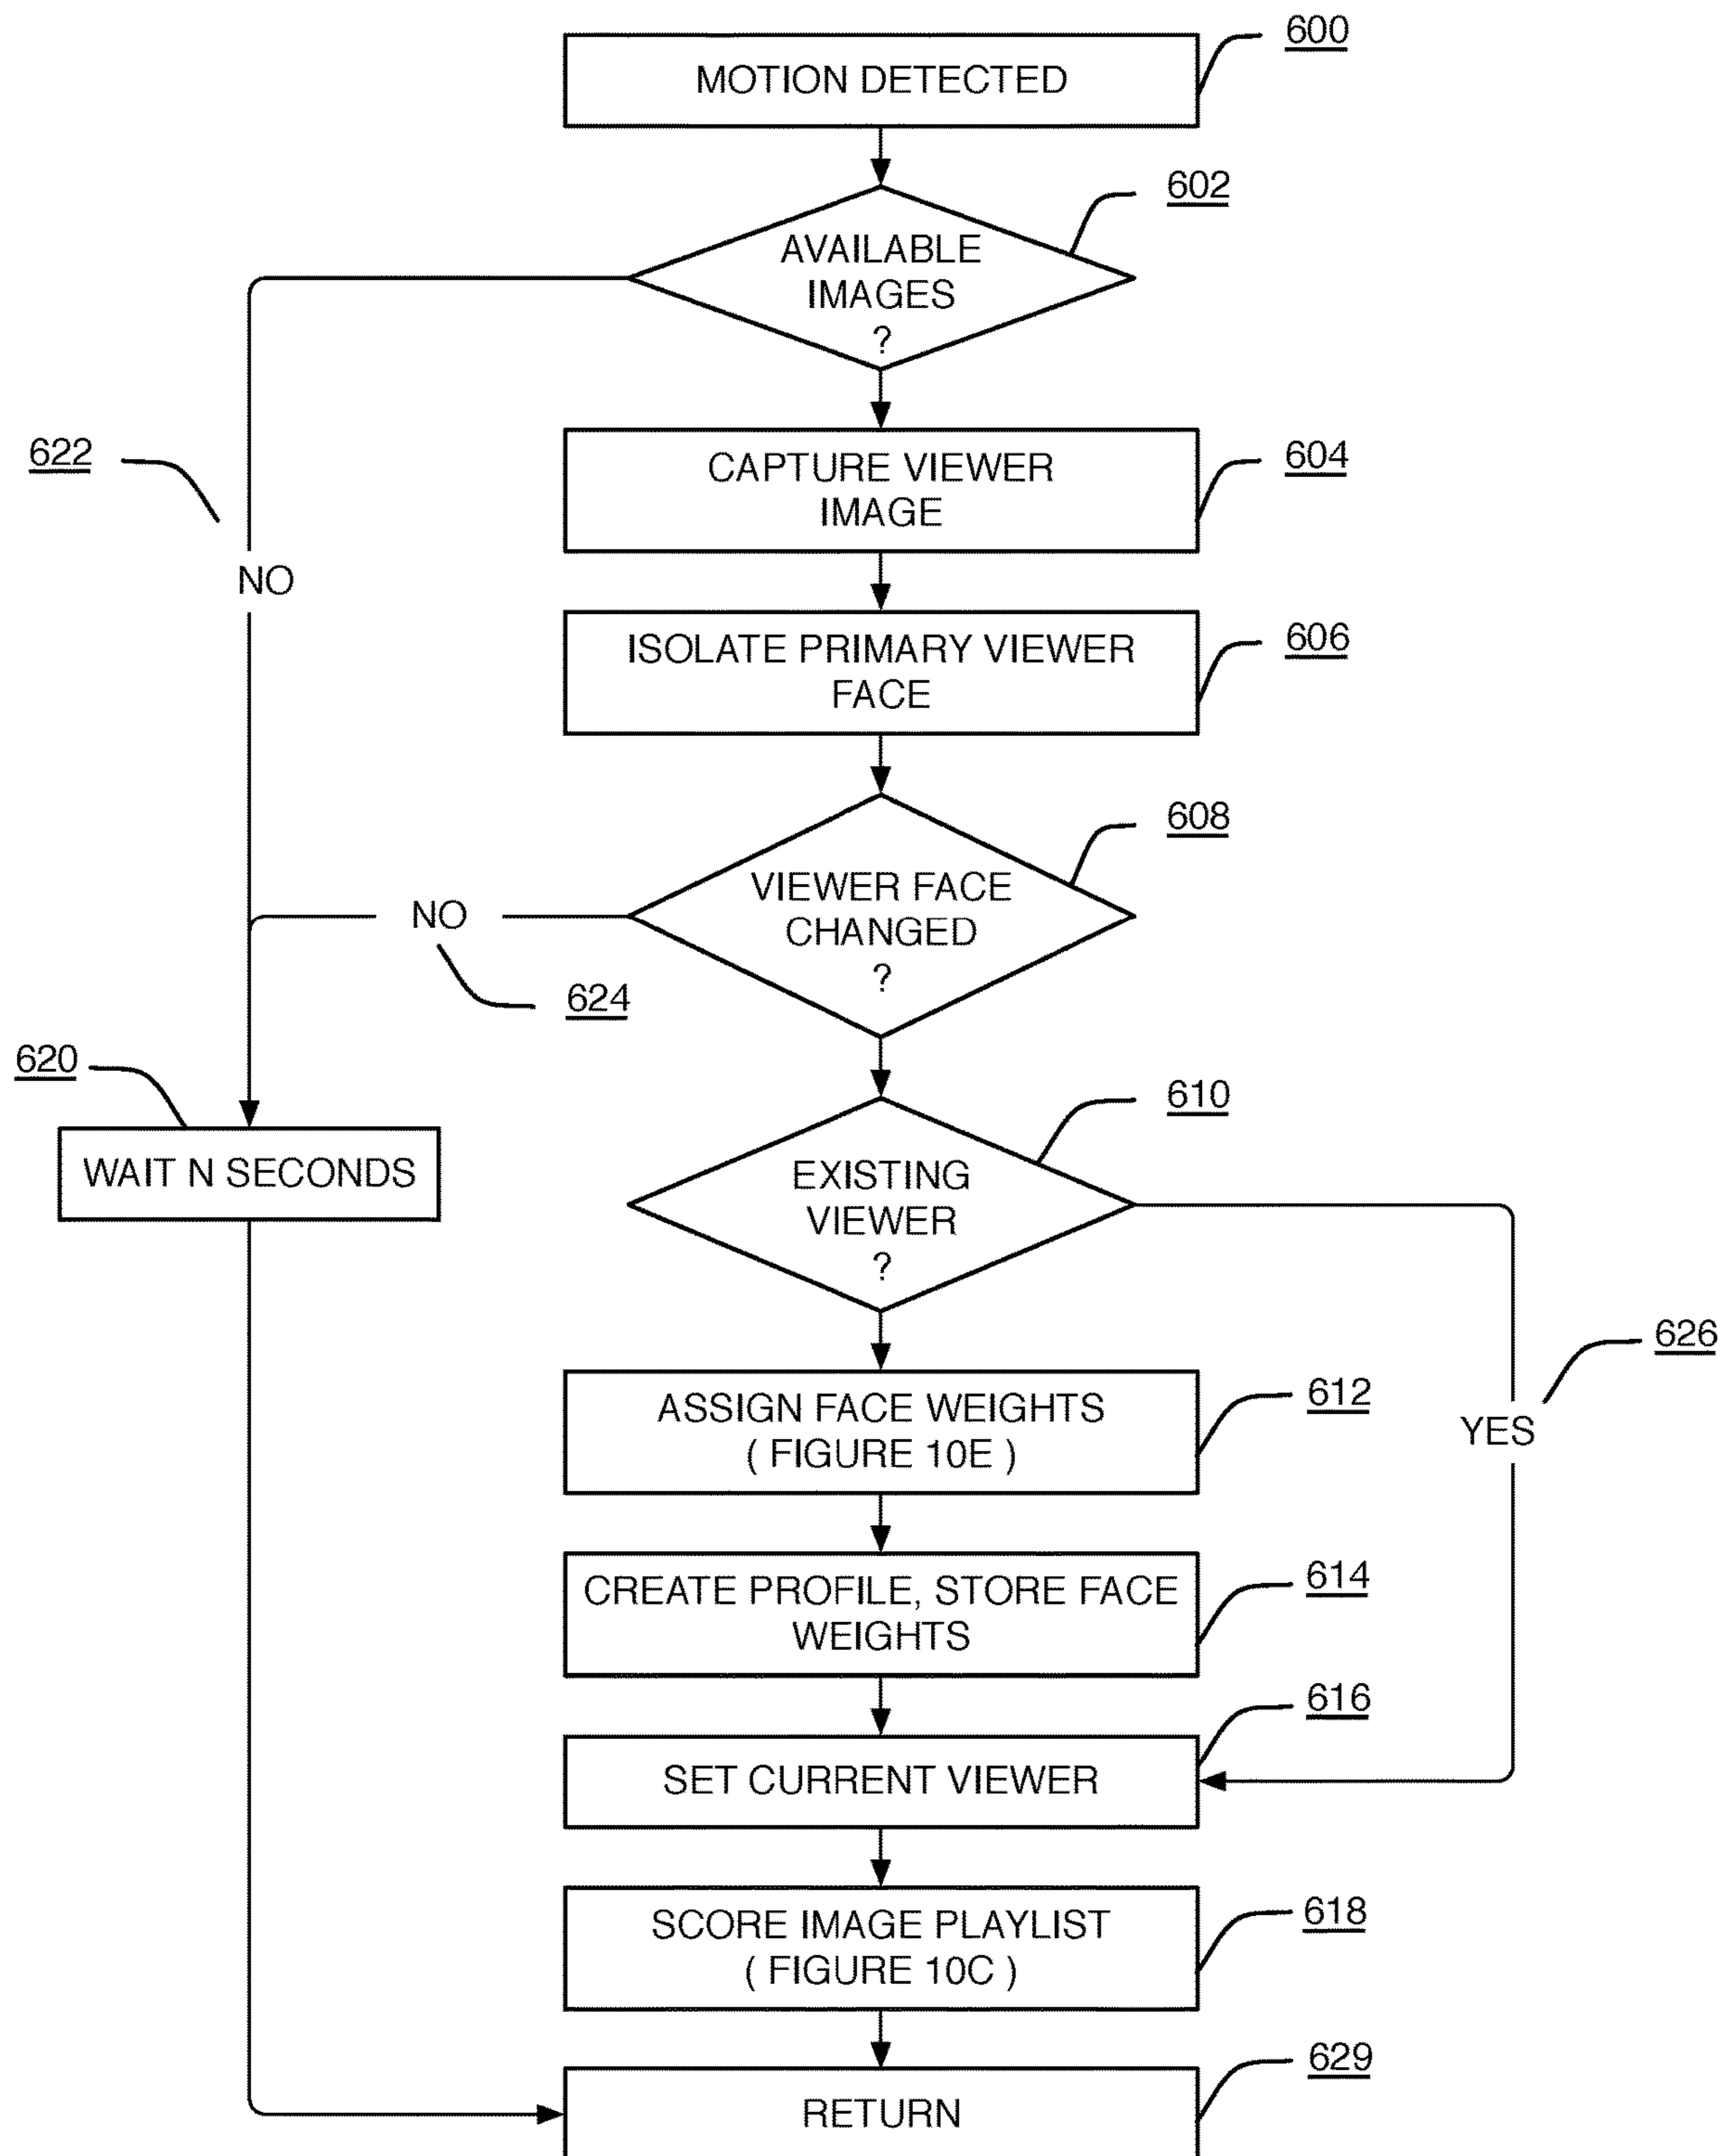 600
MOTION DETECTED
602
AVAILABLE
IMAGES
?
622
604
CAPTURE VIEWER
IMAGE
NO
606
ISOLATE PRIMARY VIEWER
FACE
608
VIEWER FACE
CHANGED
?
NO
624
620
WAIT N SECONDS
610
EXISTING
VIEWER
?
626
YES
612
ASSIGN FACE WEIGHTS
( FIGURE 10E )
614
CREATE PROFILE, STORE FACE
WEIGHTS
616
SET CURRENT VIEWER
618
SCORE IMAGE PLAYLIST
( FIGURE 10C )
629
RETURN